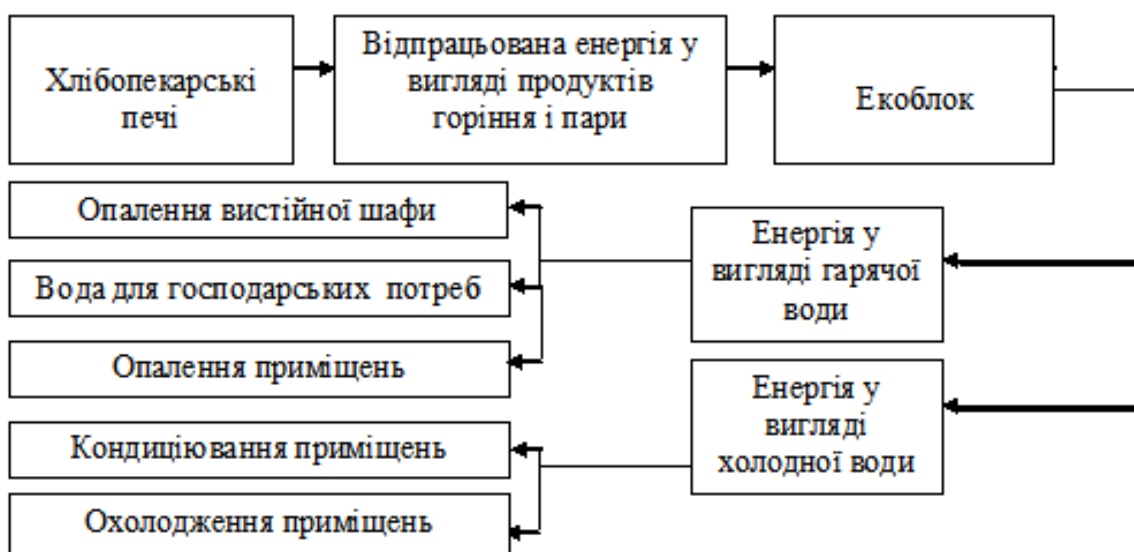 Хлібопекарські
печі
Відпрацьована енергія у
вигляді продуктів
горіння і пари
Екоблок
Опалення вистійної шафи
Вода для господарських потреб
Опалення приміщень
Енергія у
вигляді гарячої
води
Енергія у
вигляді
холодної води
Кондиціювання приміщень
Охолодження приміщень